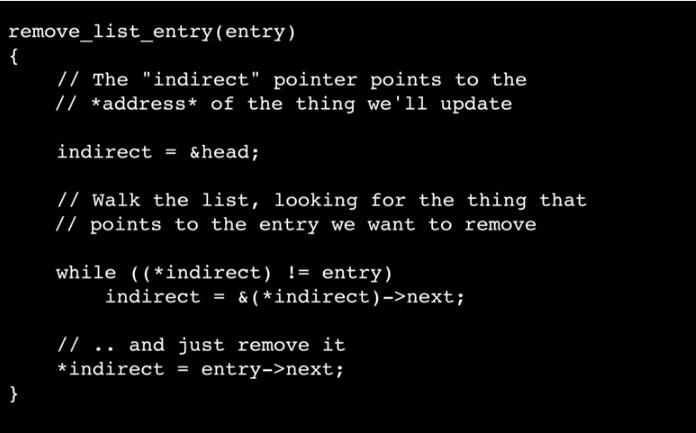 remove_list_entry(entry)
{
    // The "indirect" pointer points to the
    // *address* of the thing we'll update
    indirect = &head;
    // Walk the list, looking for the thing that
    // points to the entry we want to remove
    while ((*indirect) != entry)
        indirect = &(*indirect)->next;
    // .. and just remove it
    *indirect = entry->next;
}